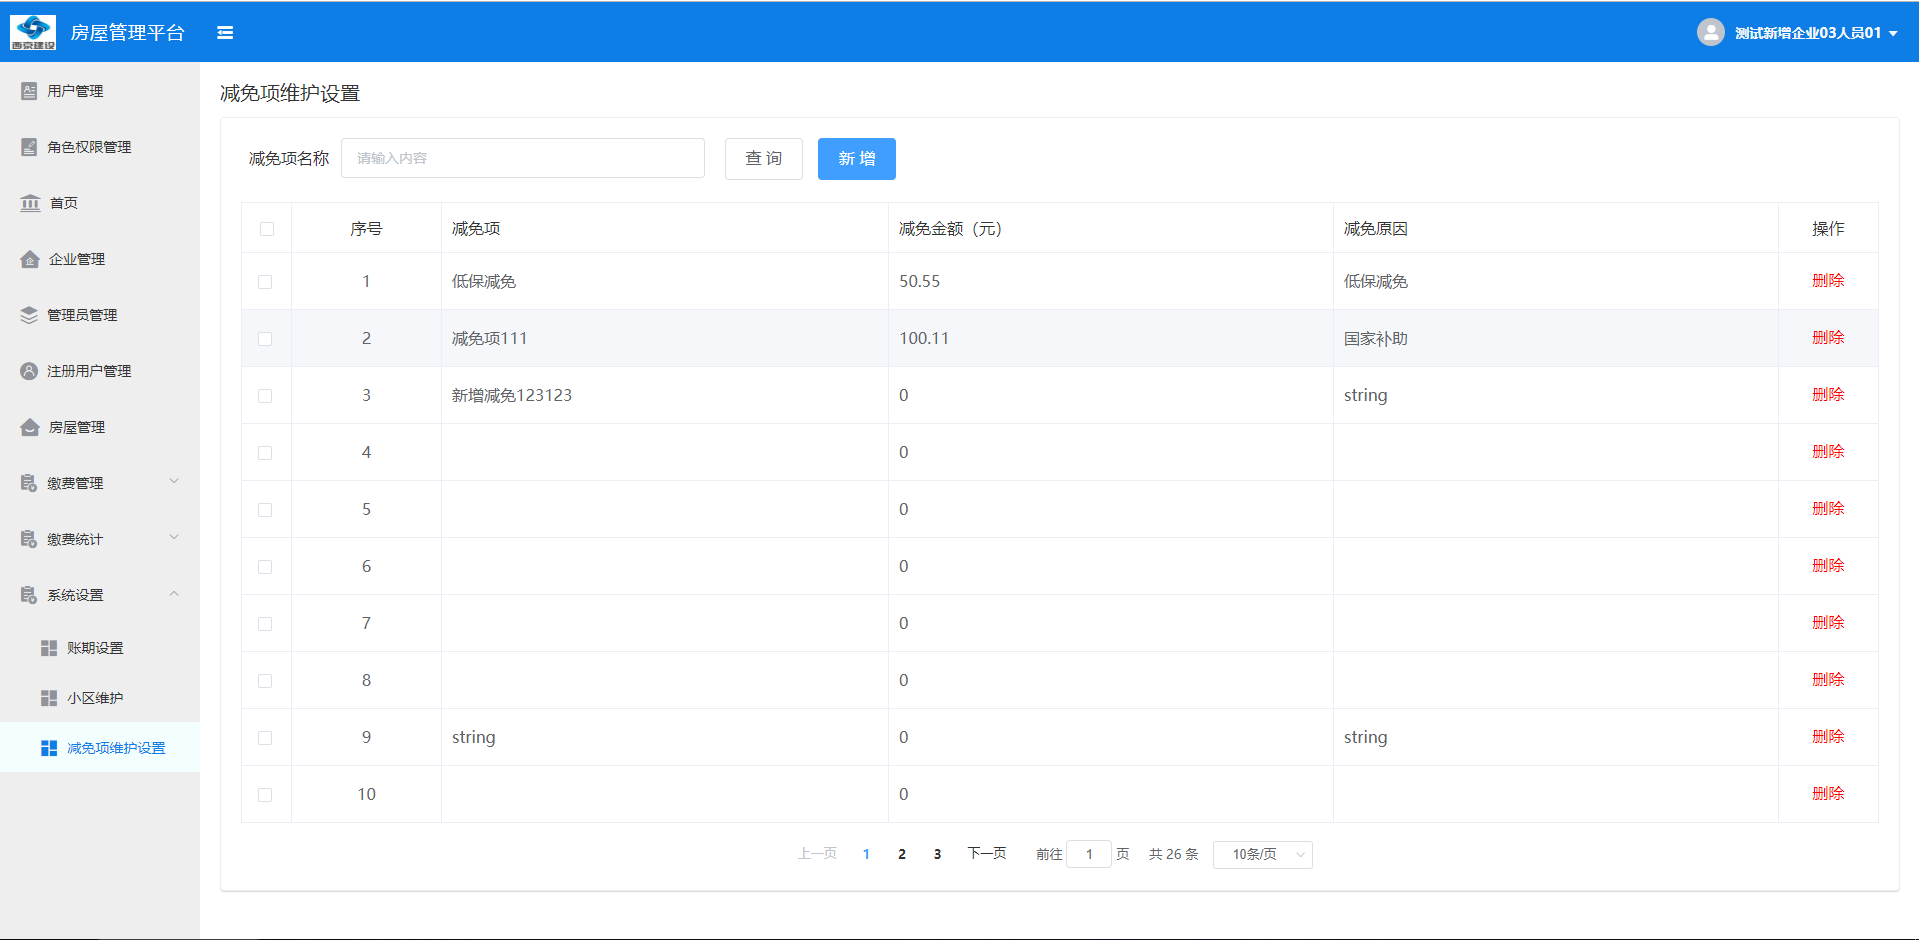 西京建设
房屋管理平台
测试新增企业03人员01
用户管理
角色权限管理
首页
企业管理
管理员管理
注册用户管理
房屋管理
缴费管理
缴费统计
系统设置
账期设置
小区维护
减免项维护设置
减免项维护设置
减免项名称 请输入内容 查 询 新 增
序号 减免项 减免金额（元） 减免原因 操作
1 低保减免 50.55 低保减免 删除
2 减免项111 100.11 国家补助 删除
3 新增减免123123 0 string 删除
4 0 删除
5 0 删除
6 0 删除
7 0 删除
8 0 删除
9 string 0 string 删除
10 0 删除
上一页 1 2 3 下一页 前往 1 页 共 26 条 10条/页